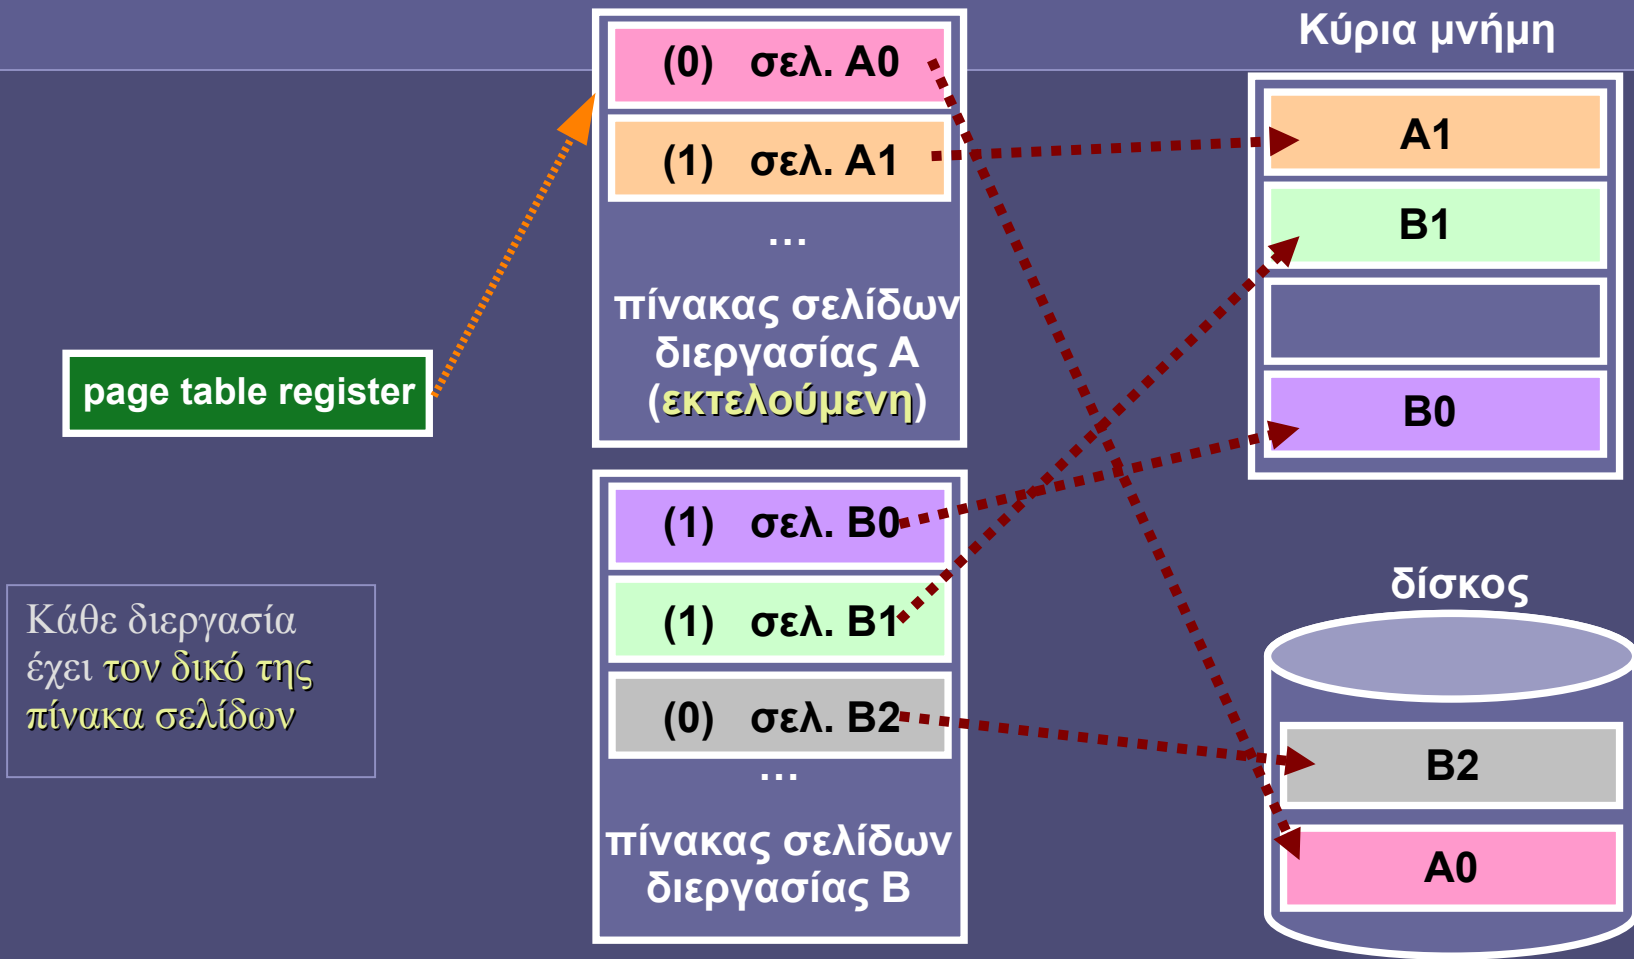 (0) σελ. A0
(1) σελ. A1
…
πίνακας σελίδων
διεργασίας Α
(εκτελούμενη)
page table register
(1) σελ. B0
(1) σελ. B1
(0) σελ. B2
…
πίνακας σελίδων
διεργασίας Β
Κάθε διεργασία
έχει τον δικό της
πίνακα σελίδων
Κύρια μνήμη
A1
B1
B0
δίσκος
B2
A0